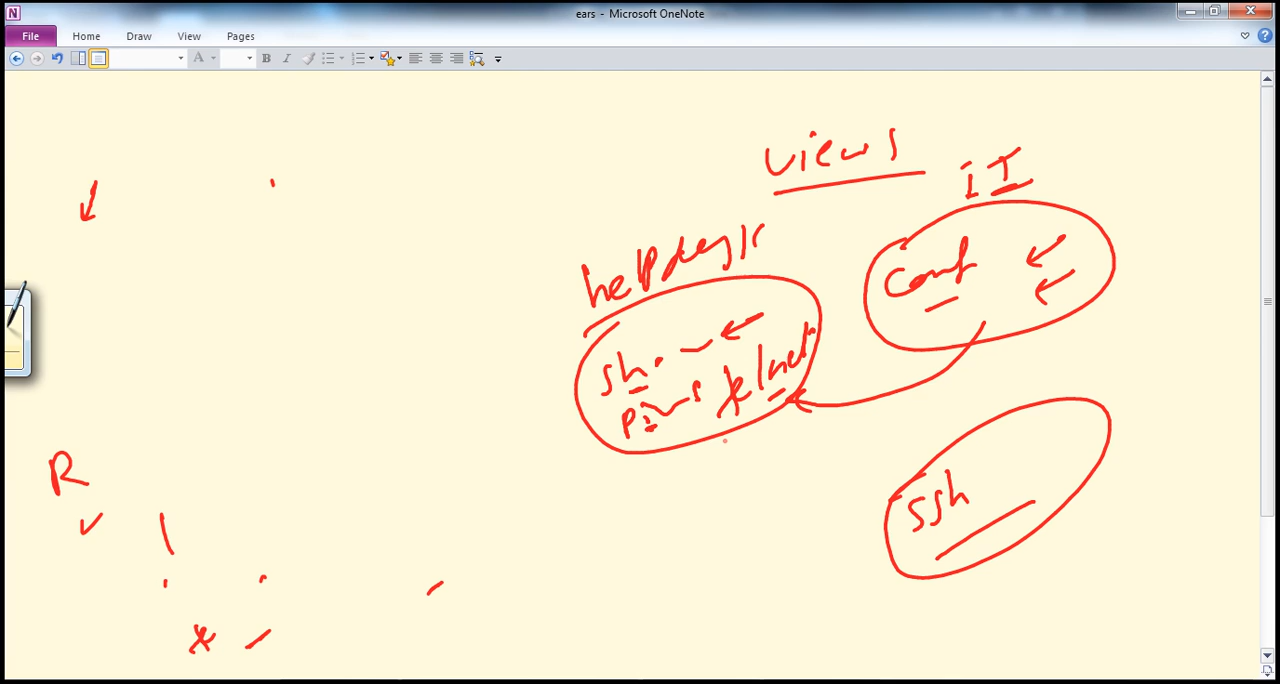 ears - Microsoft OneNote
File Home Draw View Pages
A B I
views
IT
helpdesk
conf
sh.
telnet
ssh
R